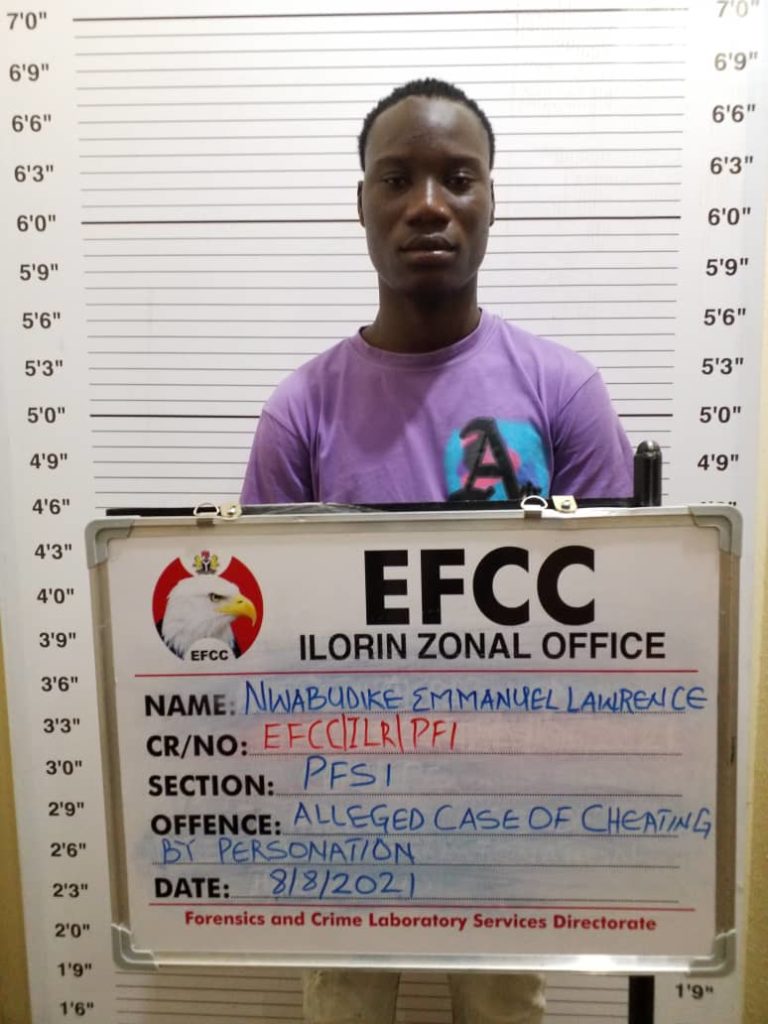 7'0" 7'0"
6'9" 6'9"
6'6" 6'6"
6'3" 6'3"
6'0" 6'0"
5'9" 5'9"
5'6" 5'6"
5'3" 5'3"
5'0" 5'0"
4'9" 4'9"
4'6"
4'3"
4'0"
3'9"
3'6"
3'3"
3'0"
2'9"
2'6"
2'3"
2'0"
1'9" 1'9"
1'6"
A
EFCC
EFCC
ILORIN ZONAL OFFICE
NAME: NWABUDIKE EMMANUEL LAWRENCE
CR/NO: EFCC|ILR|PFI
SECTION: PFS1
OFFENCE: ALLEGED CASE OF CHEATING
BY PERSONATION
DATE: 8/8/2021
Forensics and Crime Laboratory Services Directorate